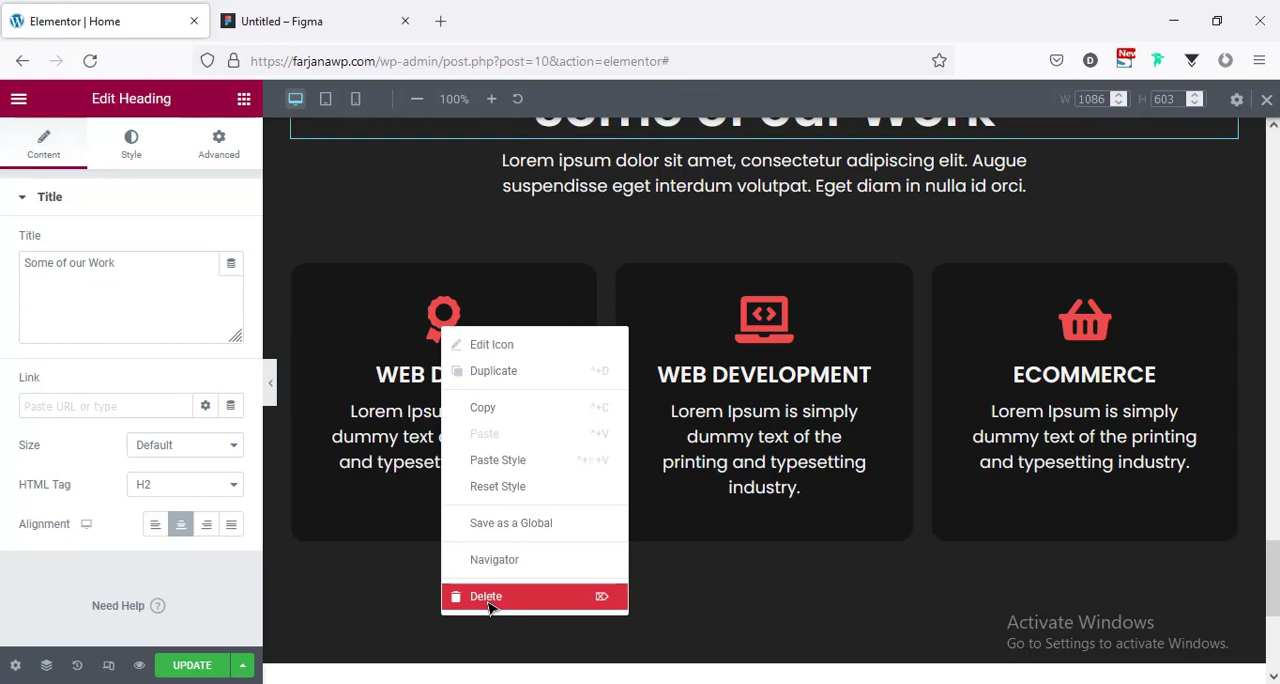 Elementor | Home
Untitled – Figma
https://farjanawp.com/wp-admin/post.php?post=10&action=elementor#
New
D
Edit Heading
100%
W 1086
H 603
Content
Style
Advanced
Title
Title
Some of our Work
Link
Paste URL or type
Size
Default
HTML Tag
H2
Alignment
Need Help ?
UPDATE
Some of our Work
Lorem ipsum dolor sit amet, consectetur adipiscing elit. Augue
suspendisse eget interdum volutpat. Eget diam in nulla id orci.
WEB D
Lorem Ipsu
dummy text
and typeset
Edit Icon
Duplicate ^+D
Copy ^+C
Paste ^+V
Paste Style ^+⇧+V
Reset Style
Save as a Global
Navigator
Delete
WEB DEVELOPMENT
Lorem Ipsum is simply
dummy text of the
printing and typesetting
industry.
ECOMMERCE
Lorem Ipsum is simply
dummy text of the printing
and typesetting industry.
Activate Windows
Go to Settings to activate Windows.